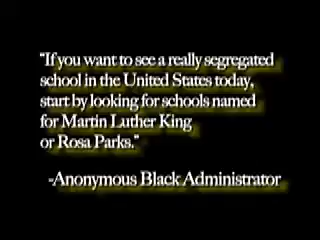 "If you want to see a really segregated
school in the United States today,
start by looking for schools named
for Martin Luther King
or Rosa Parks."
-Anonymous Black Administrator